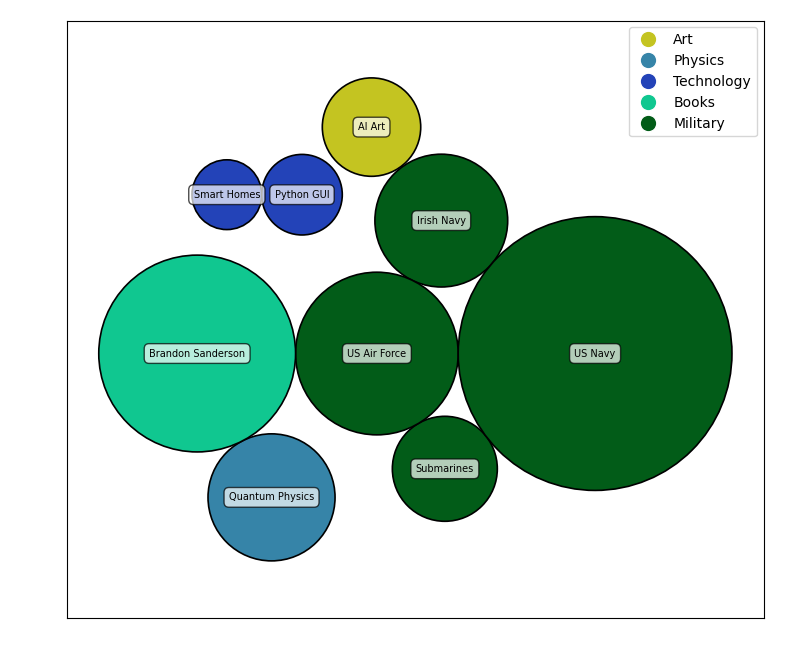 Art
Physics
Technology
Books
Military
AI Art
Smart Homes
Python GUI
Irish Navy
Brandon Sanderson
US Air Force
US Navy
Submarines
Quantum Physics